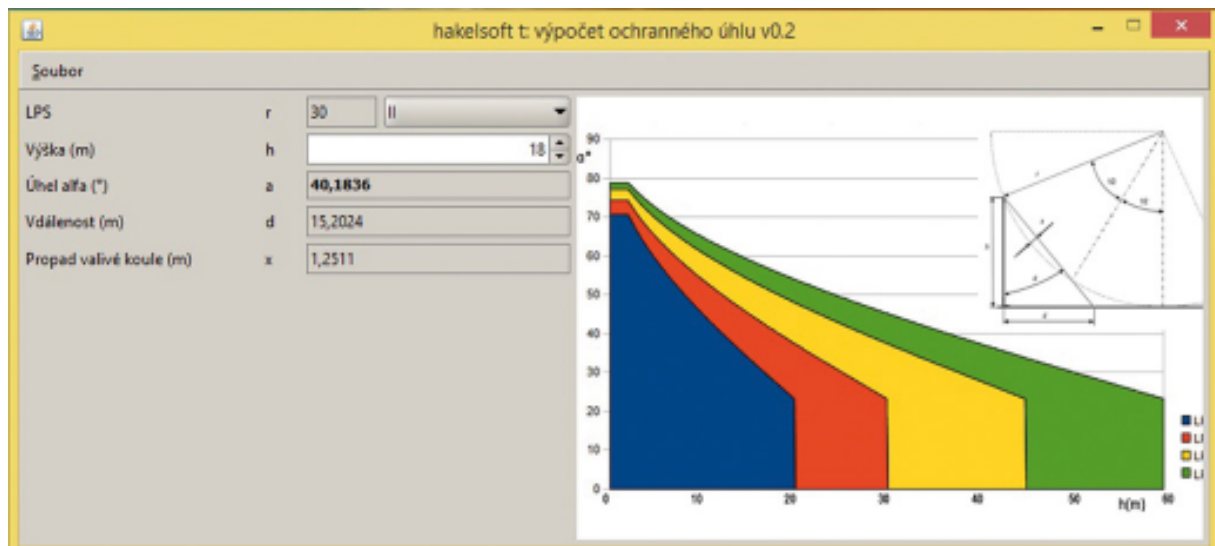 hakelsoft t: výpočet ochranného úhlu v0.2
Soubor
LPS r 30 II
Výška (m) h 18
Úhel alfa (°) a 40,1836
Vdálenost (m) d 15,2024
Propad valivé koule (m) x 1,2511
90
α°
80
70
60
50
40
30
20
10
0
0 10 20 30 40 50 60
h(m)